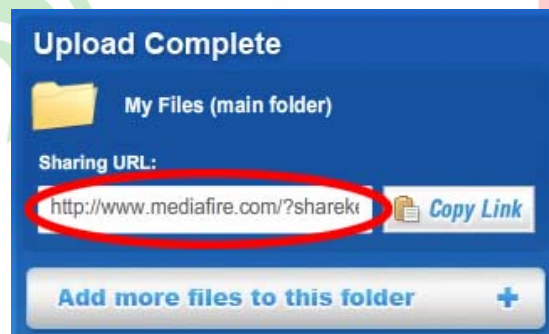 Upload Complete
My Files (main folder)
Sharing URL:
http://www.mediafire.com/?shareke
Copy Link
Add more files to this folder +